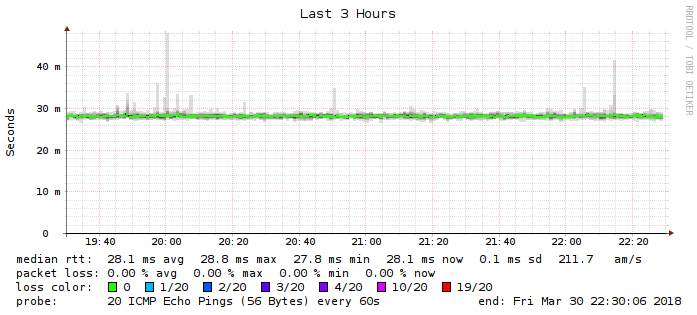 Last 3 Hours
RRDTOOL / TOBI OETIKER
Seconds
40 m
30 m
20 m
10 m
0
19:40 20:00 20:20 20:40 21:00 21:20 21:40 22:00 22:20
median rtt: 28.1 ms avg 28.8 ms max 27.8 ms min 28.1 ms now 0.1 ms sd 211.7 am/s
packet loss: 0.00 % avg 0.00 % max 0.00 % min 0.00 % now
loss color: 0 1/20 2/20 3/20 4/20 10/20 19/20
probe: 20 ICMP Echo Pings (56 Bytes) every 60s end: Fri Mar 30 22:30:06 2018